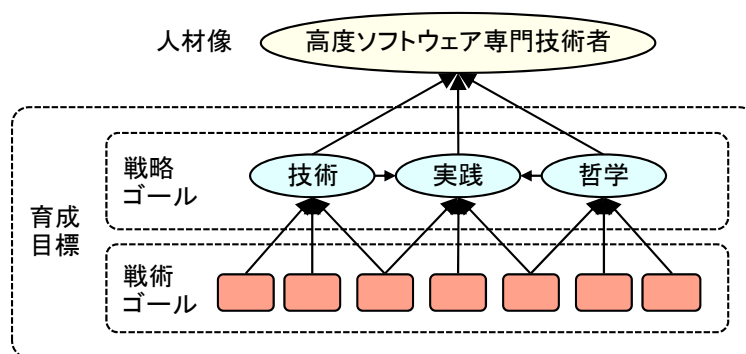 人材像
高度ソフトウェア専門技術者
戦略
ゴール
技術
実践
哲学
育成
目標
戦術
ゴール